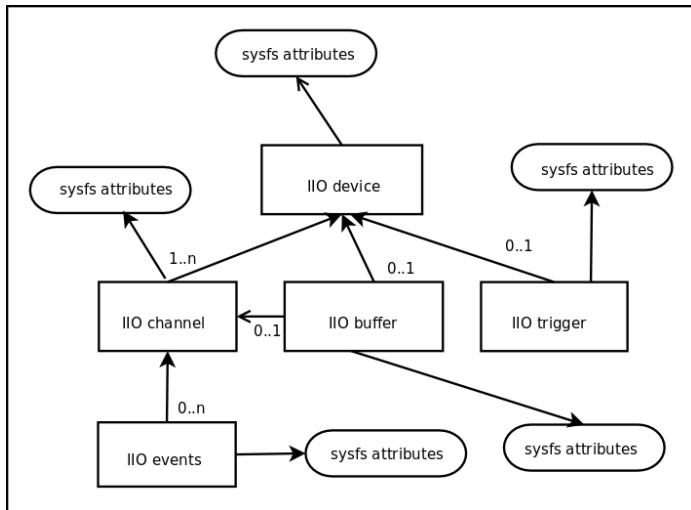 sysfs attributes
sysfs attributes
IIO device
sysfs attributes
1..n
0..1
0..1
IIO channel
0..1
IIO buffer
IIO trigger
0..n
IIO events
sysfs attributes
sysfs attributes